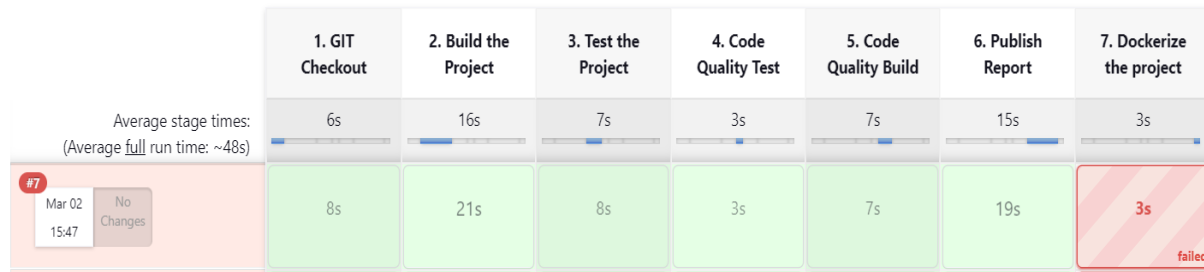 1. GIT
Checkout
2. Build the
Project
3. Test the
Project
4. Code
Quality Test
5. Code
Quality Build
6. Publish
Report
7. Dockerize
the project
Average stage times:
(Average full run time: ~48s)
6s
16s
7s
3s
7s
15s
3s
#7
Mar 02
15:47
No
Changes
8s
21s
8s
3s
7s
19s
3s
failed